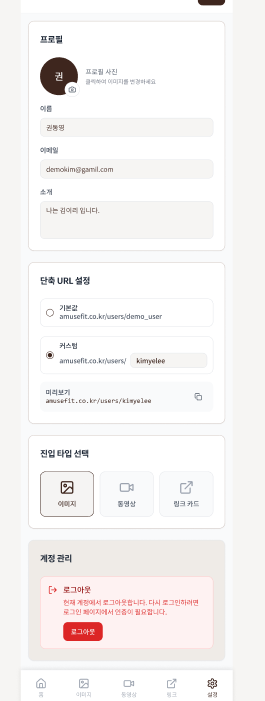 프로필
권
프로필 사진
클릭하여 이미지를 변경하세요
이름
권동영
이메일
demokim@gamil.com
소개
나는 김이리 입니다.
단축 URL 설정
기본값
amusefit.co.kr/users/demo_user
커스텀
amusefit.co.kr/users/ kimyelee
미리보기
amusefit.co.kr/users/kimyelee
진입 타입 선택
이미지 동영상 링크 카드
계정 관리
로그아웃
현재 계정에서 로그아웃합니다. 다시 로그인하려면
로그인 페이지에서 인증이 필요합니다.
로그아웃
홈 이미지 동영상 링크 설정